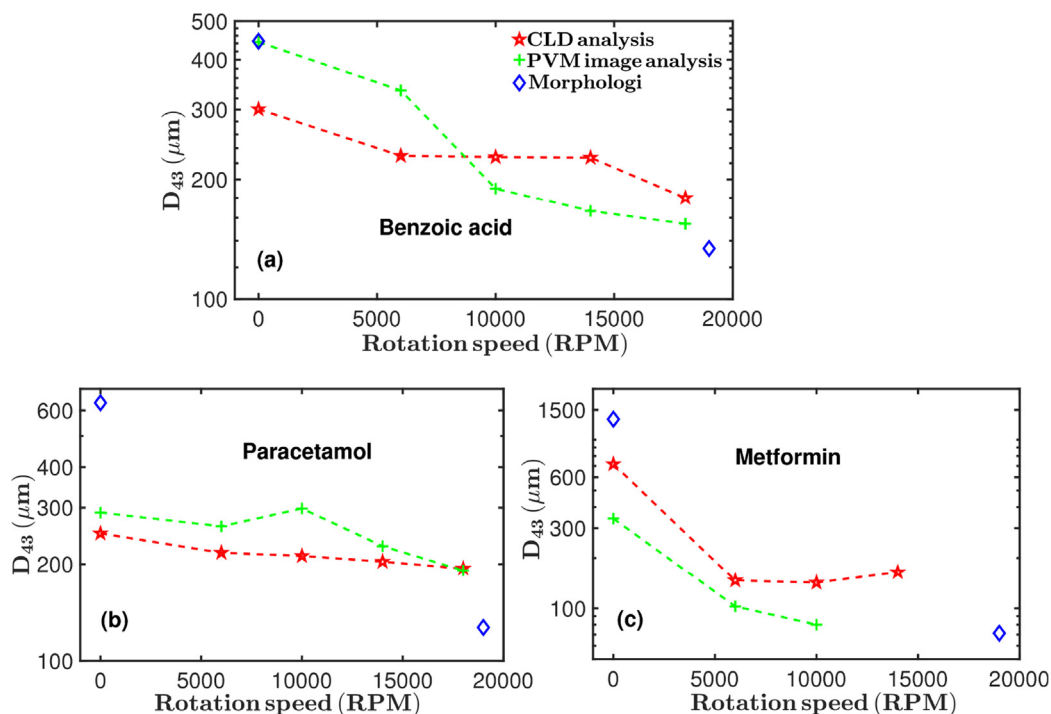 500
400
300
200
100
D43 (μm)
CLD analysis
PVM image analysis
Morphologi
Benzoic acid
(a)
0 5000 10000 15000 20000
Rotation speed (RPM)
600
300
200
100
D43 (μm)
Paracetamol
(b)
0 5000 10000 15000 20000
Rotation speed (RPM)
1500
600
300
100
D43 (μm)
Metformin
(c)
0 5000 10000 15000 20000
Rotation speed (RPM)